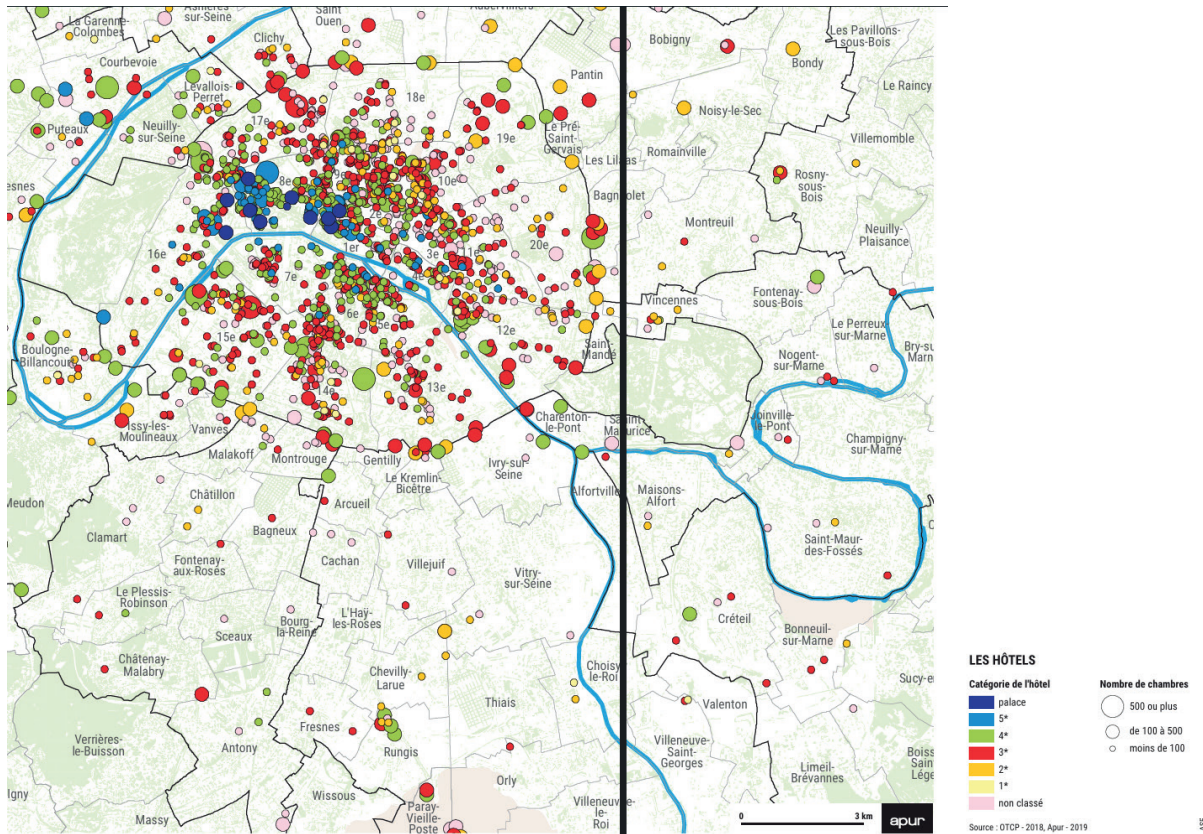 La Garenne-
Colombes
Asnières
sur-Seine
Saint
Ouen
Aubervilliers
Clichy
Bobigny
Les Pavillons-
sous-Bois
Courbevoie
Bondy
Pantin
Le Raincy
Levallois-
Perret
18e
17e
Noisy-le-Sec
Puteaux
Neuilly-
sur-Seine
19e
Le Pré-
Saint-
Gervais
Villemomble
Romainville
Les Lilas
8e
9e
10e
Rosny-
sous-
Bois
Bagnolet
2e
Montreuil
Neuilly-
Plaisance
1er
20e
16e
3e
11e
7e
4e
Fontenay-
sous-Bois
Vincennes
6e
5e
Le Perreux-
sur-Marne
15e
12e
Saint-
Mandé
Boulogne-
Billancourt
Nogent-
sur-Marne
Bry-su
Marn
14e
13e
Issy-les-
Moulineaux
Vanves
Charenton-
le-Pont
Saint
Maurice
Joinville-
le-Pont
Malakoff
Montrouge
Gentilly
Ivry-sur-
Seine
Champigny-
sur-Marne
Le Kremlin-
Bicêtre
Meudon
Châtillon
Arcueil
Alfortville
Maisons-
Alfort
Clamart
Bagneux
Saint-Maur-
des-Fossés
Fontenay-
aux-Roses
Cachan
Villejuif
Vitry-
sur-Seine
Le Plessis-
Robinson
L'Haÿ-
les-Roses
Bourg-
la-Reine
Sceaux
Créteil
Bonneuil-
sur-Marne
Châtenay-
Malabry
Chevilly-
Larue
Choisy-
le-Roi
Sucy-e
Thiais
Valenton
Fresnes
Verrières-
le-Buisson
Antony
Rungis
Villeneuve-
Saint-
Georges
Limeil-
Brévannes
Boiss
Sain
Lége
Orly
Wissous
igny
Massy
Paray-
Vieille-
Poste
Villeneuve-
le-Roi
0 3 km
apur
LES HÔTELS
Catégorie de l'hôtel
palace
5*
4*
3*
2*
1*
non classé
Nombre de chambres
500 ou plus
de 100 à 500
moins de 100
Source : OTCP - 2018, Apur - 2019